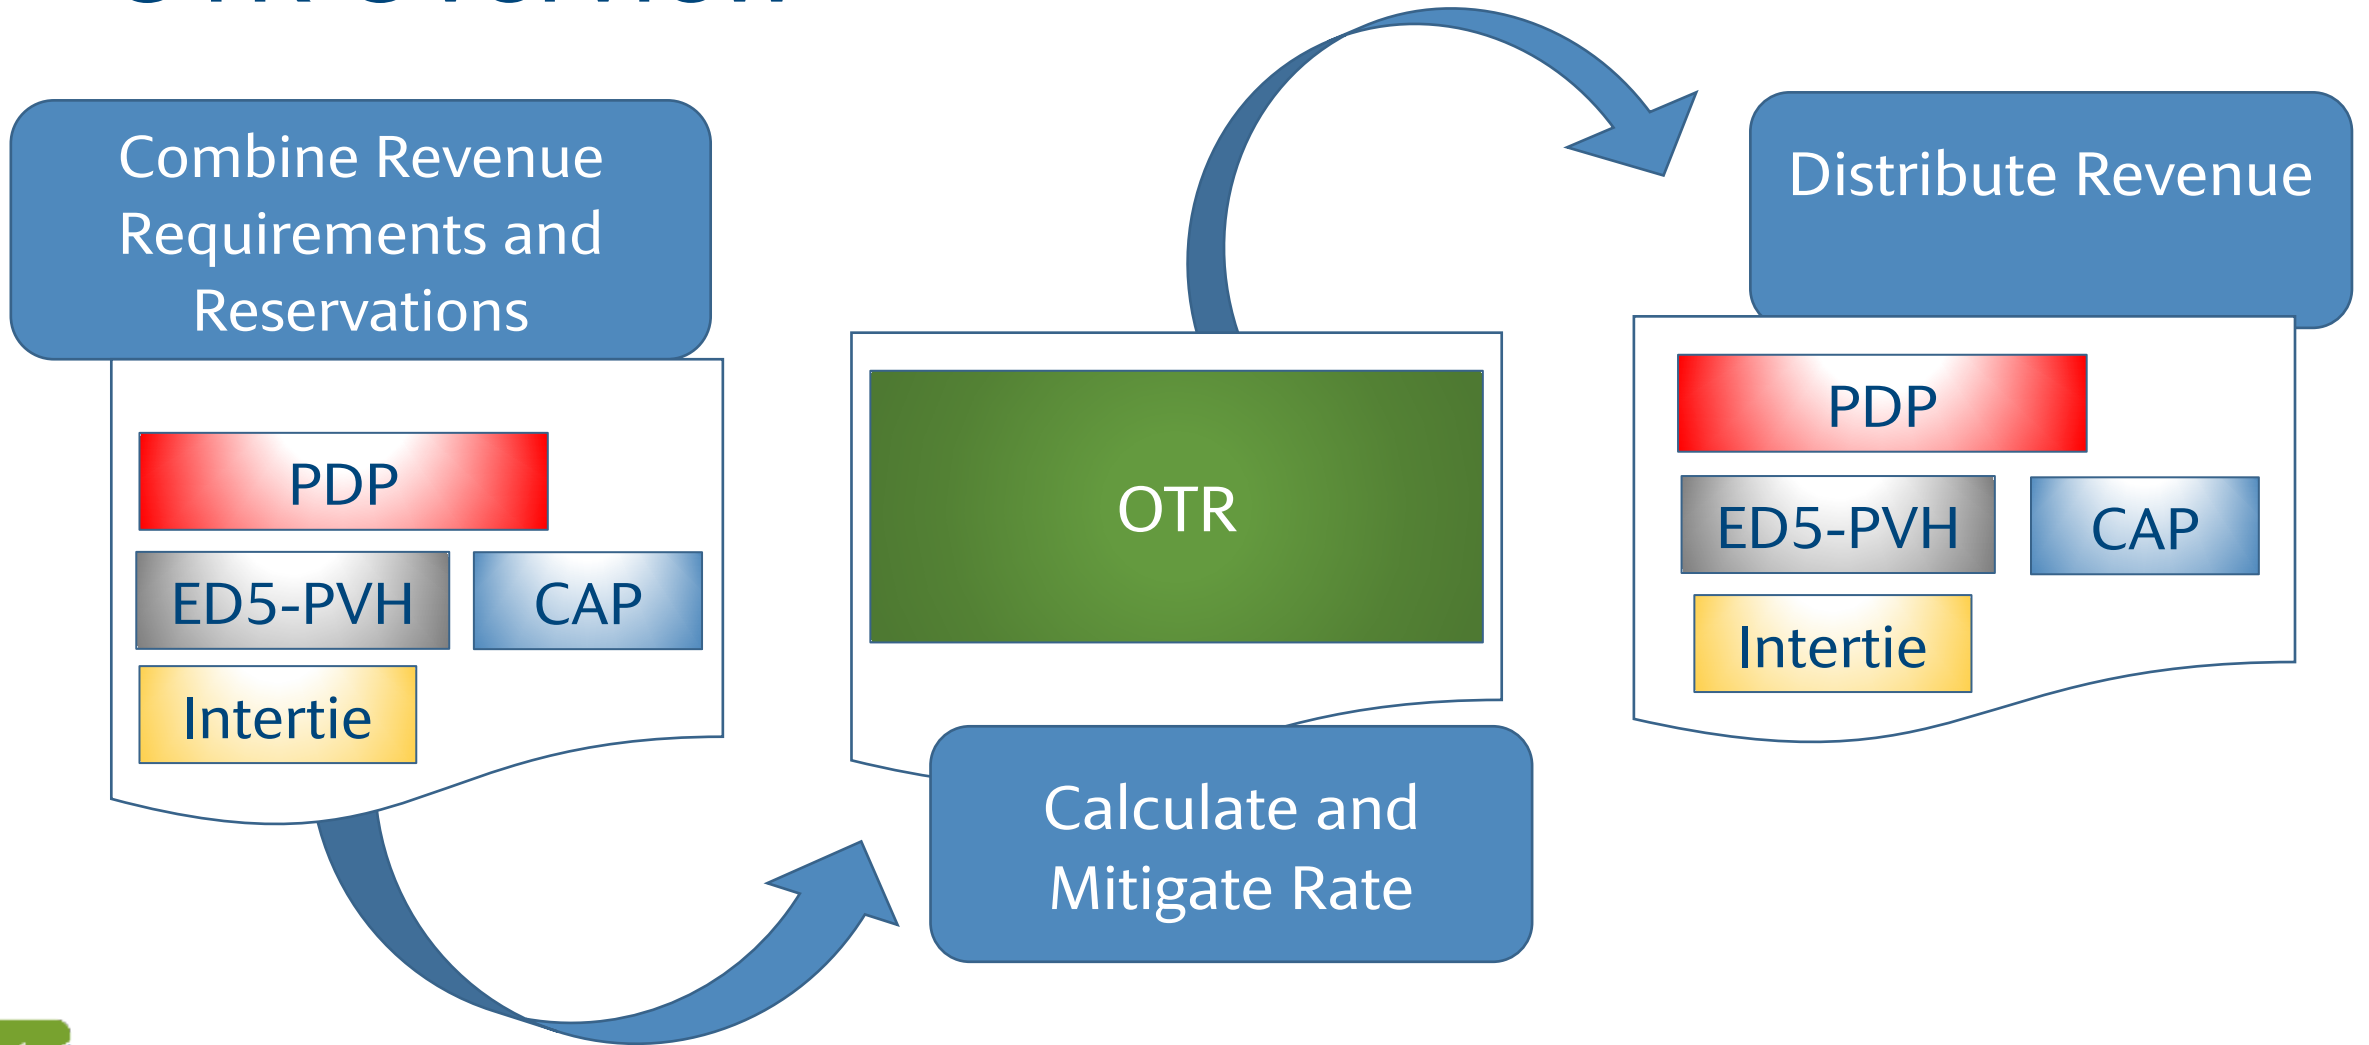 Combine Revenue
Requirements and
Reservations
PDP
ED5-PVH
CAP
Intertie
OTR
Calculate and
Mitigate Rate
Distribute Revenue
PDP
ED5-PVH
CAP
Intertie